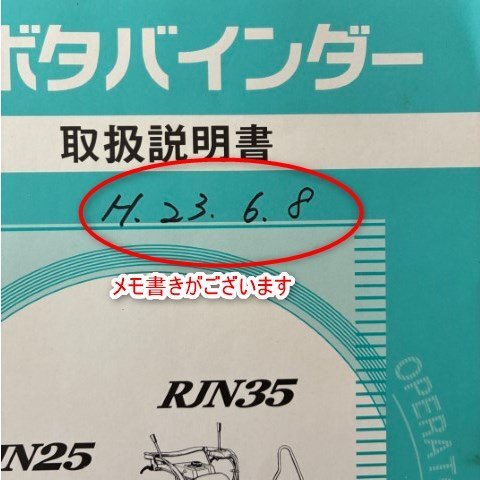 ボタバインダー
取扱説明書
H.23.6.8
メモ書きがございます
RJN35
JN25
OPERAT